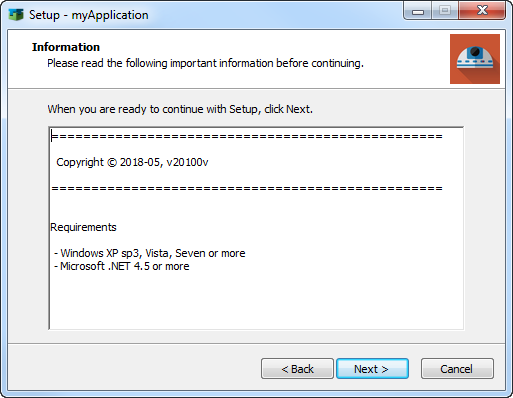 Setup - myApplication
Information
Please read the following important information before continuing.
When you are ready to continue with Setup, click Next.
=================================================
Copyright © 2018-05, v20100v
=================================================
Requirements
- Windows XP sp3, Vista, Seven or more
- Microsoft .NET 4.5 or more
< Back
Next >
Cancel